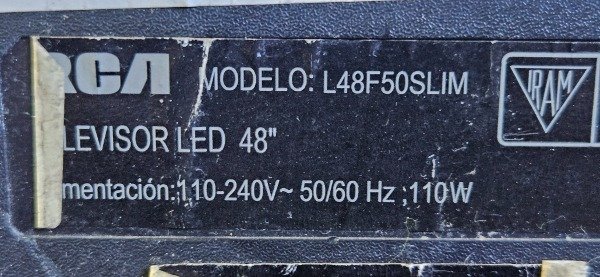 RCA MODELO: L48F50SLIM
IRAM
LEVISOR LED 48"
mentación:110-240V~ 50/60 Hz ;110W